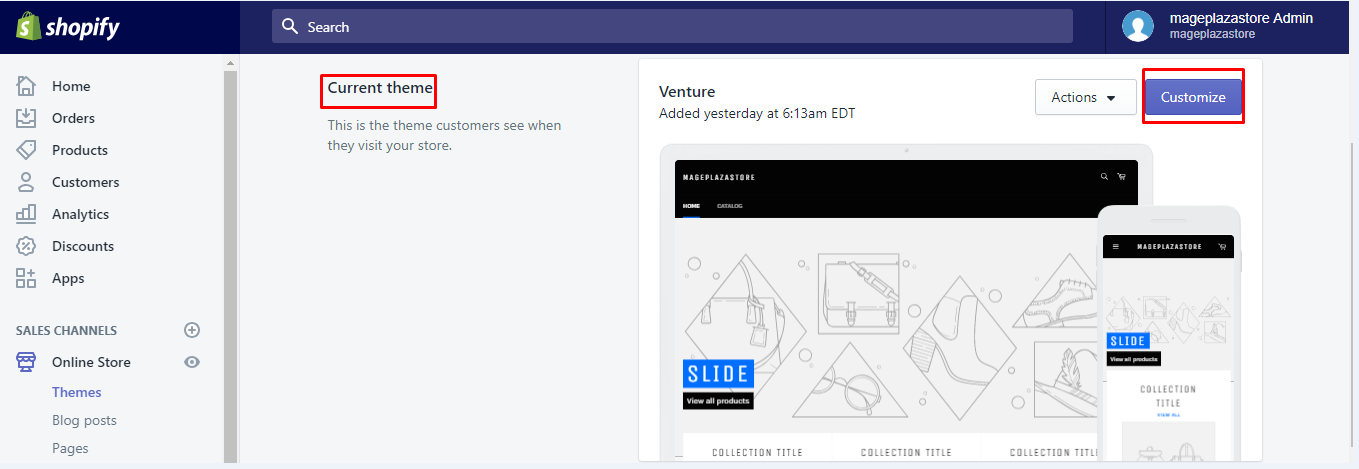 shopify
Search
mageplazastore Admin
mageplazastore
Home
Orders
Products
Customers
Analytics
Discounts
Apps
SALES CHANNELS
Online Store
Themes
Blog posts
Pages
Current theme
This is the theme customers see when
they visit your store.
Venture
Added yesterday at 6:13am EDT
Actions
Customize
MAGEPLAZASTORE
HOME CATALOG
SLIDE
View all products
COLLECTION TITLE COLLECTION TITLE COLLECTION TITLE
MAGEPLAZASTORE
SLIDE
View all products
COLLECTION
TITLE
VIEW ALL